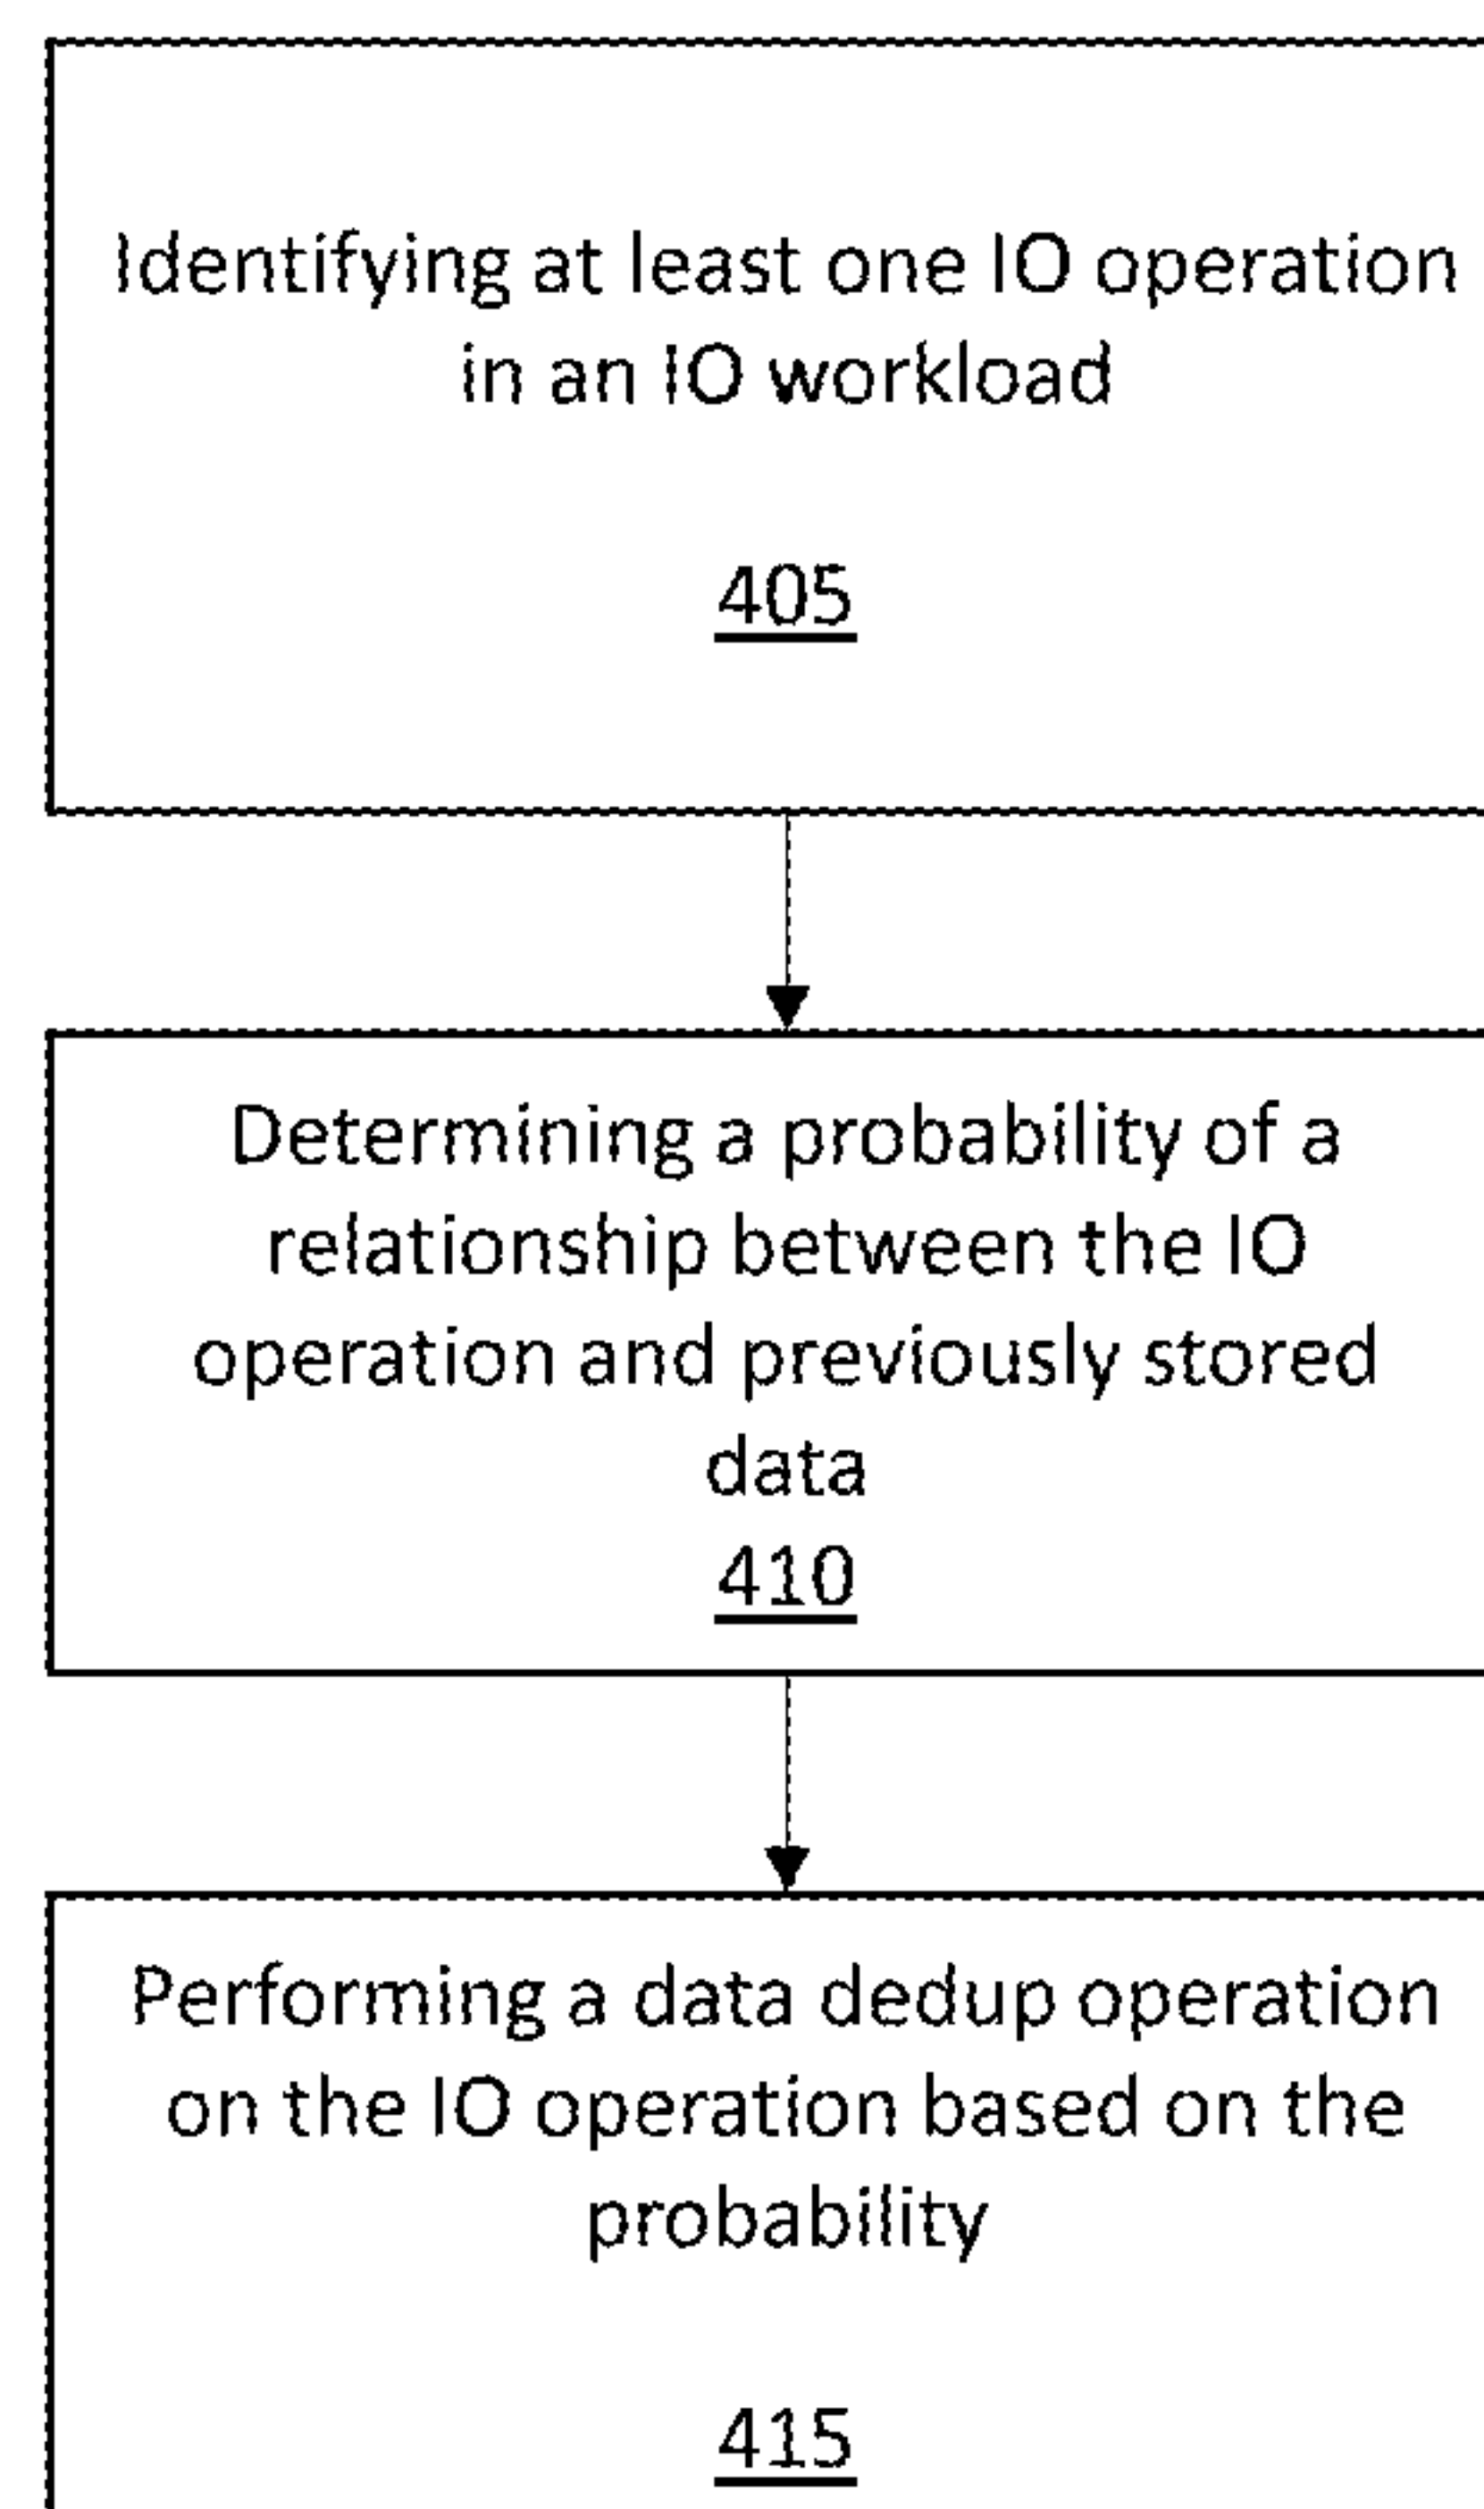 Identifying at least one IO operation
in an IO workload
405
Determining a probability of a
relationship between the IO
operation and previously stored
data
410
Performing a data dedup operation
on the IO operation based on the
probability
415